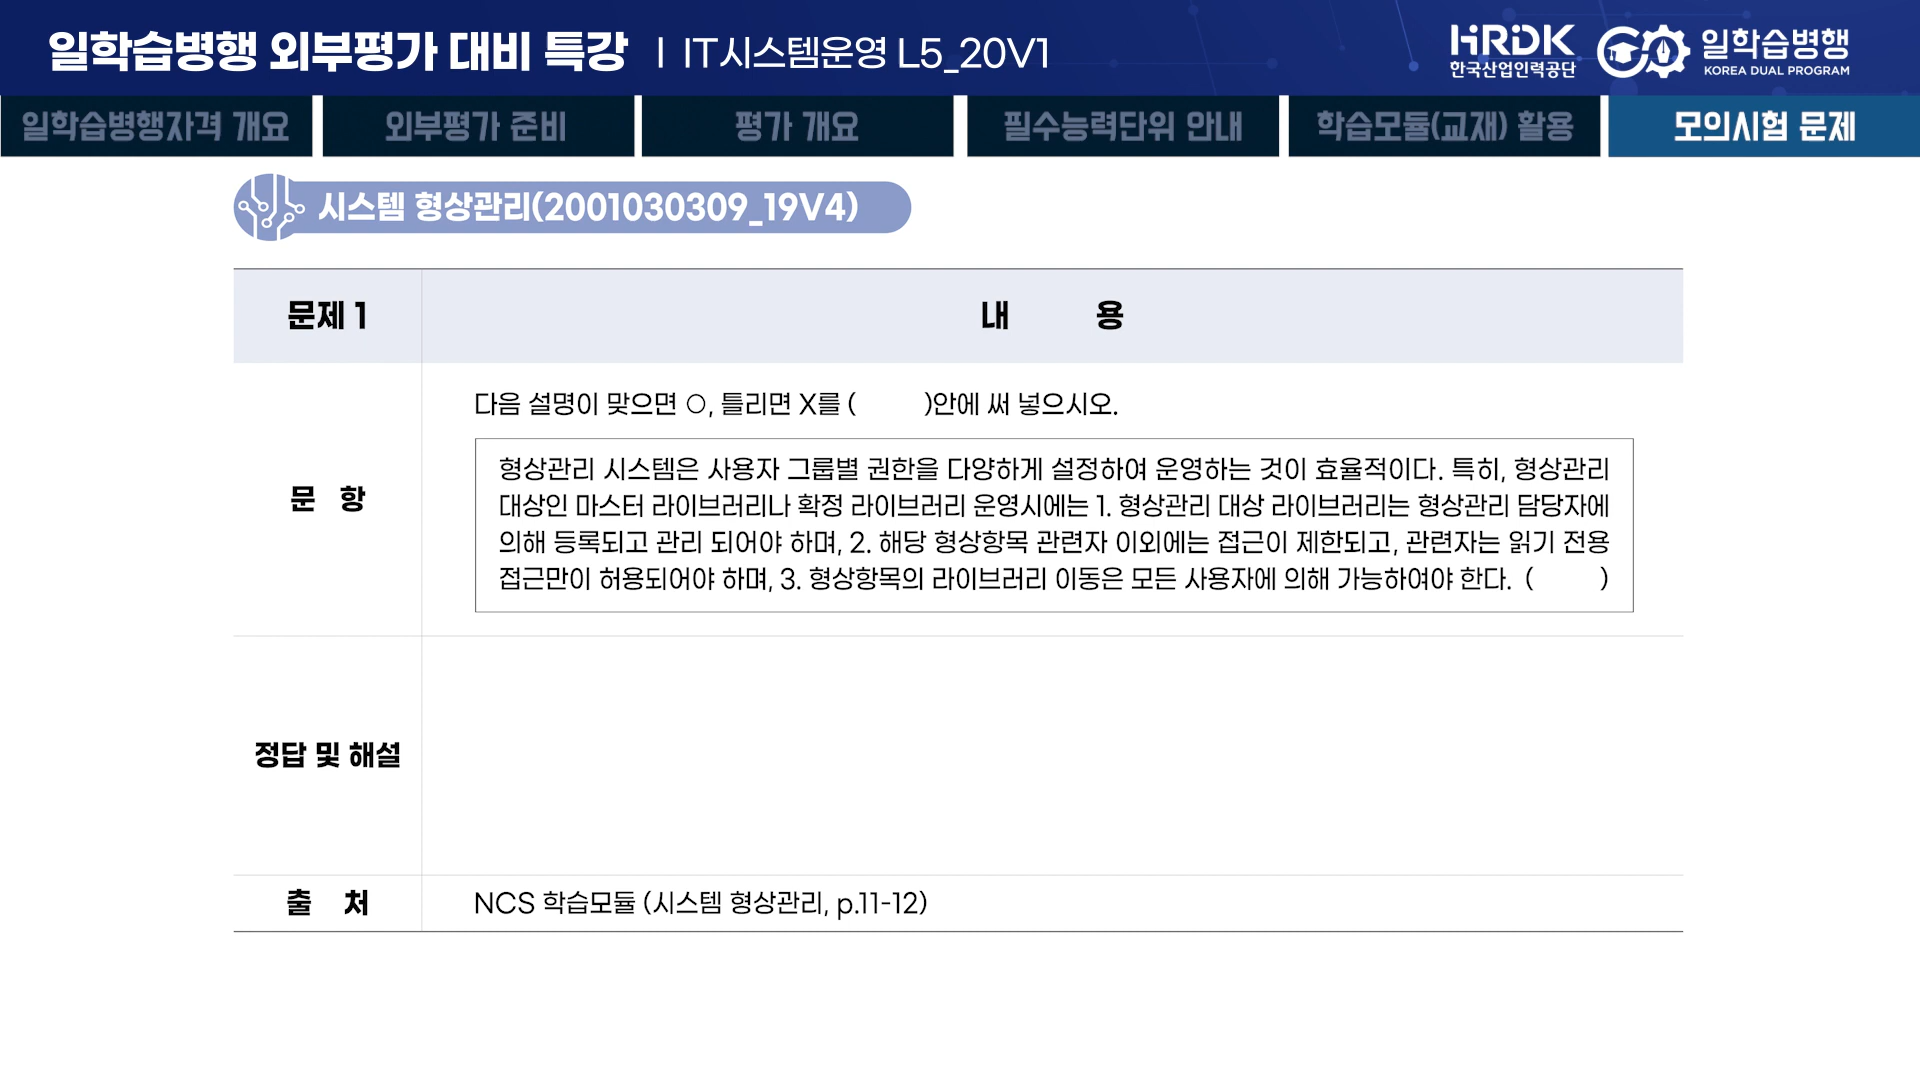 일학습병행 외부평가 대비 특강 | IT시스템운영 L5_20V1
HRDK 한국산업인력공단
일학습병행 KOREA DUAL PROGRAM
일학습병행자격 개요 외부평가 준비 평가 개요 필수능력단위 안내 학습모듈(교재) 활용 모의시험 문제
시스템 형상관리(2001030309_19V4)
문제 1 내 용
다음 설명이 맞으면 ○, 틀리면 X를 ( )안에 써 넣으시오.
문 항
형상관리 시스템은 사용자 그룹별 권한을 다양하게 설정하여 운영하는 것이 효율적이다. 특히, 형상관리
대상인 마스터 라이브러리나 확정 라이브러리 운영시에는 1. 형상관리 대상 라이브러리는 형상관리 담당자에
의해 등록되고 관리 되어야 하며, 2. 해당 형상항목 관련자 이외에는 접근이 제한되고, 관련자는 읽기 전용
접근만이 허용되어야 하며, 3. 형상항목의 라이브러리 이동은 모든 사용자에 의해 가능하여야 한다. ( )
정답 및 해설
출 처 NCS 학습모듈 (시스템 형상관리, p.11-12)